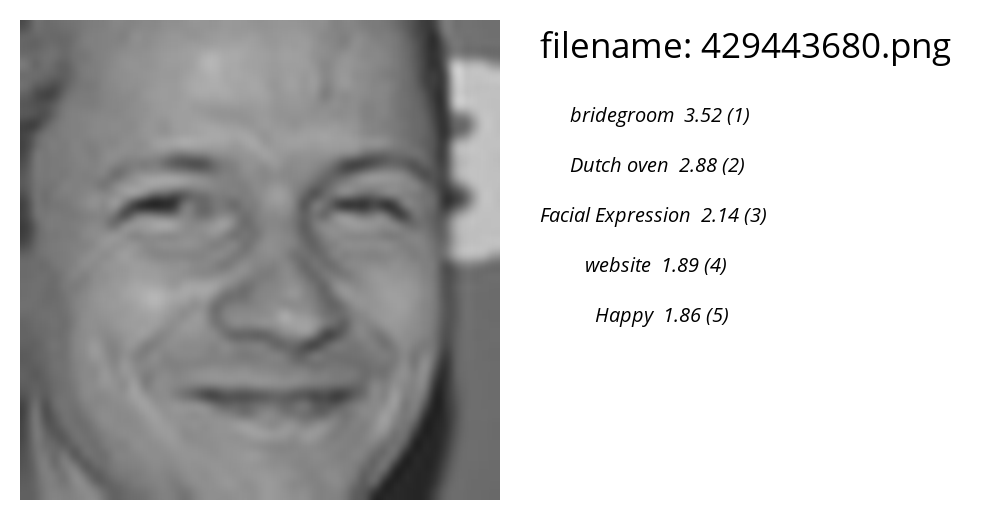 filename: 429443680.png
bridegroom 3.52 (1)
Dutch oven 2.88 (2)
Facial Expression 2.14 (3)
website 1.89 (4)
Happy 1.86 (5)